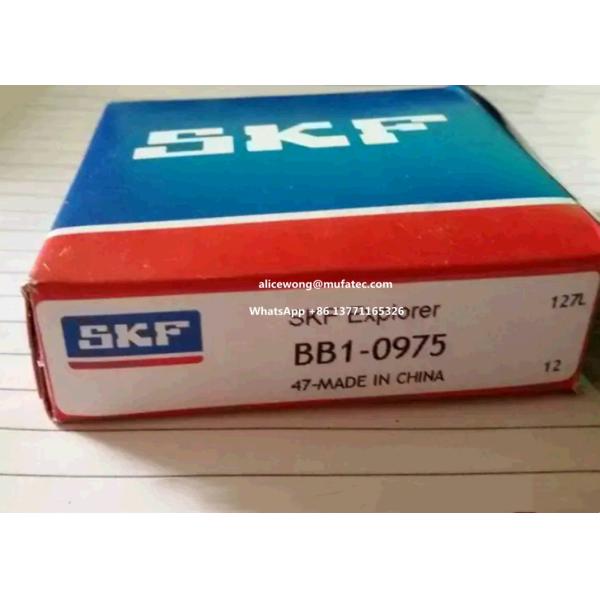 SKF
alicewong@mufatec.com
WhatsApp +86 13771165326
SKF
SKF Explorer
127L
BB1-0975
12
47-MADE IN CHINA